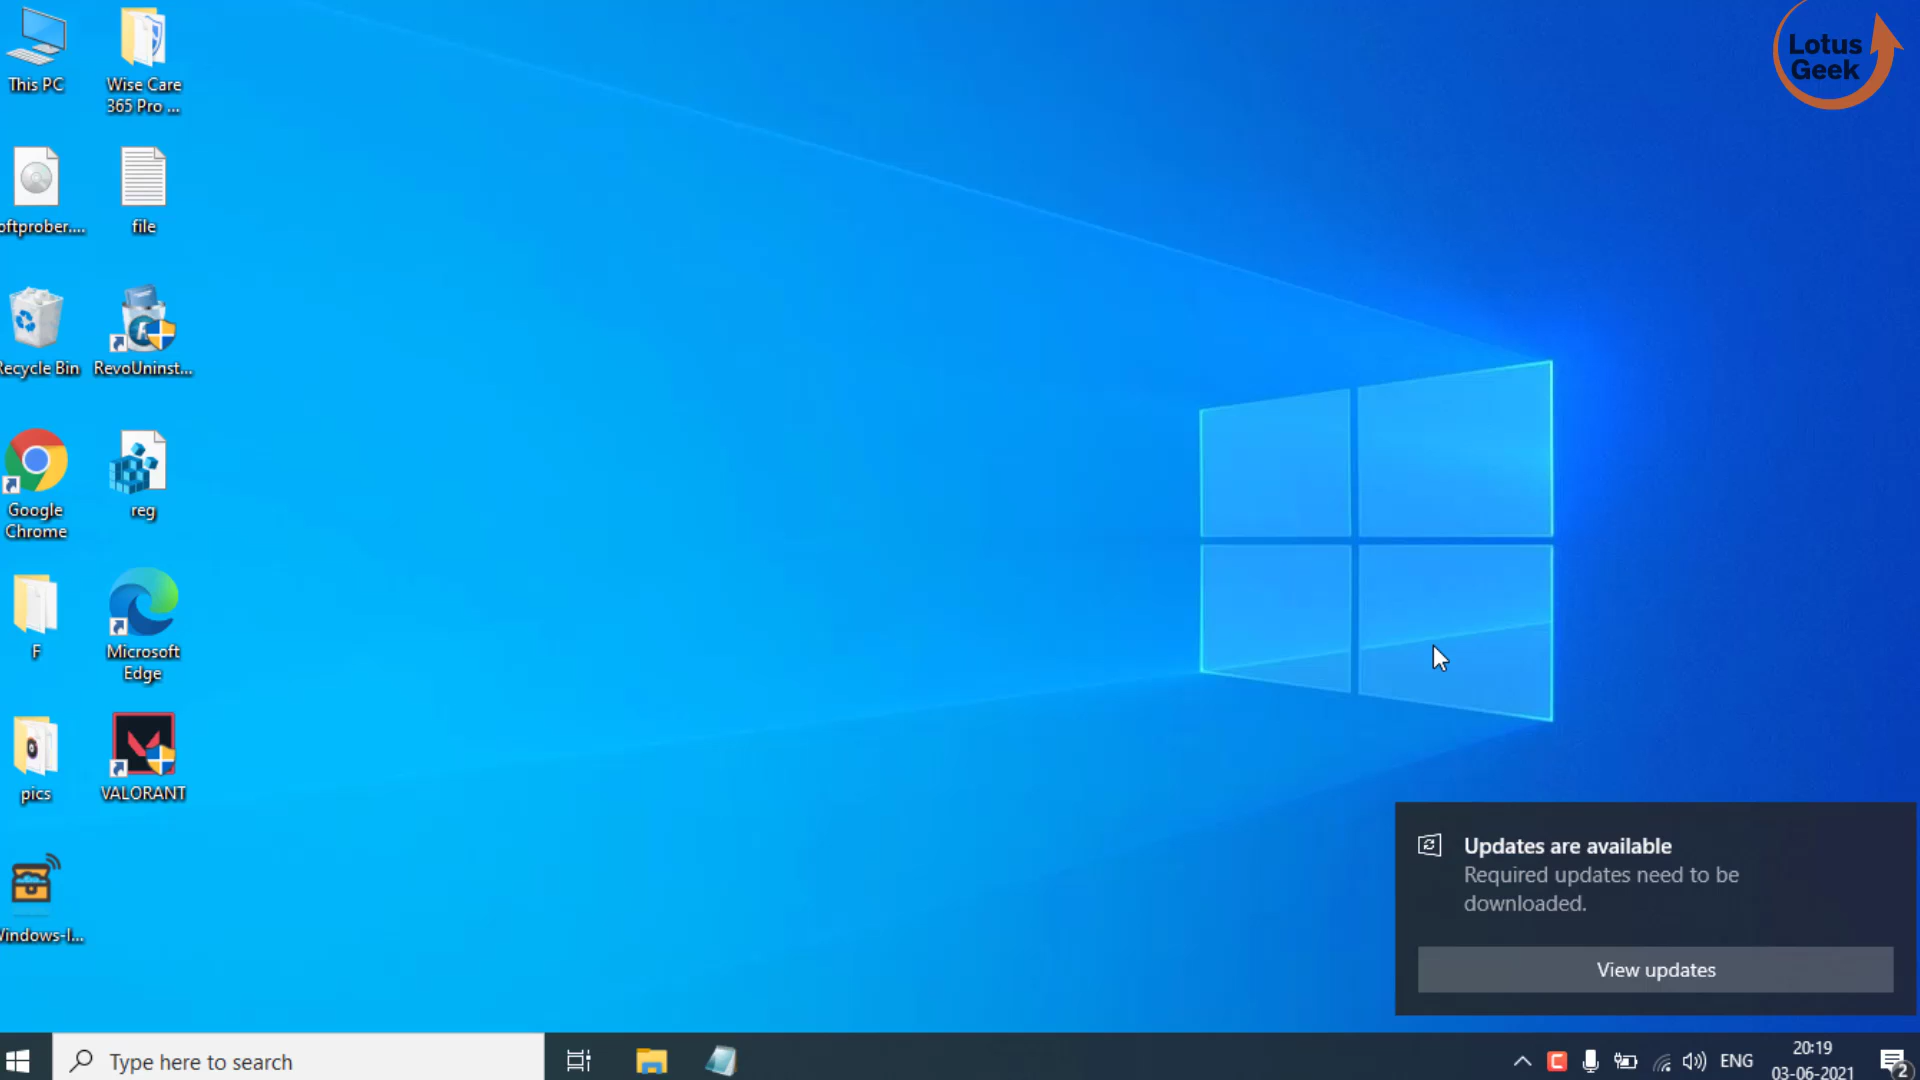 This PC
Wise Care
365 Pro ...
oftprober....
file
Recycle Bin
RevoUninst...
Google
Chrome
reg
F
Microsoft
Edge
pics
VALORANT
Windows-I...
Lotus
Geek
Updates are available
Required updates need to be
downloaded.
View updates
Type here to search
ENG
20:19
03-06-2021
2